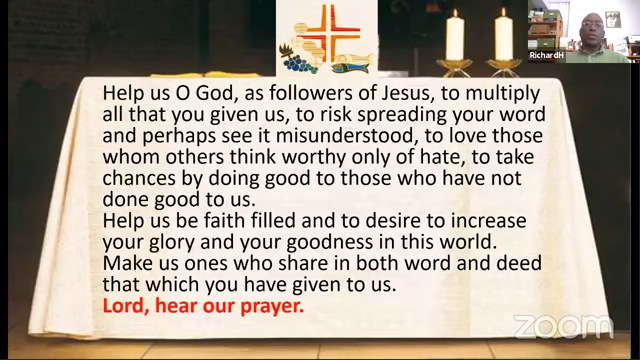 RichardH
Help us O God, as followers of Jesus, to multiply
all that you given us, to risk spreading your word
and perhaps see it misunderstood, to love those
whom others think worthy only of hate, to take
chances by doing good to those who have not
done good to us.
Help us be faith filled and to desire to increase
your glory and your goodness in this world.
Make us ones who share in both word and deed
that which you have given to us.
Lord, hear our prayer.
zoom